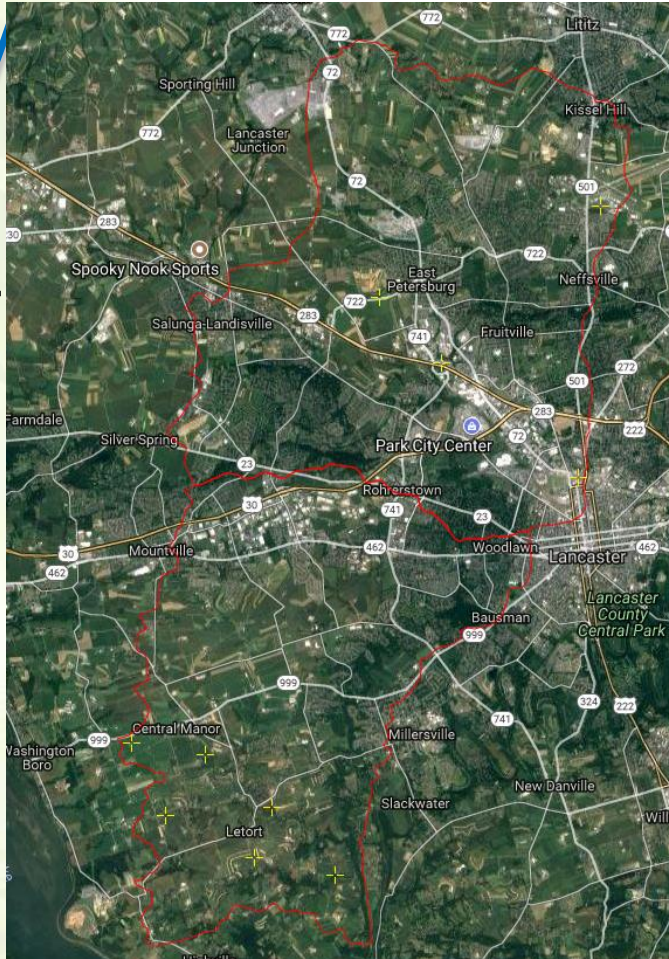 772
772
Lititz
72
Sporting Hill
Kissel Hill
772
Lancaster
Junction
72
501
283
30
722
Spooky Nook Sports
East
Petersburg
Neffsville
722
283
Salunga-Landisville
741
Fruitville
272
501
283
Farmdale
222
Silver Spring
Park City Center
72
23
Rohrerstown
30
741
23
30
Mountville
462
Woodlawn
462
462
Lancaster
Lancaster
County
Central Park
Bausman
999
999
324
222
741
Central Manor
999
Millersville
Washington
Boro
New Danville
Slackwater
Letort
Will